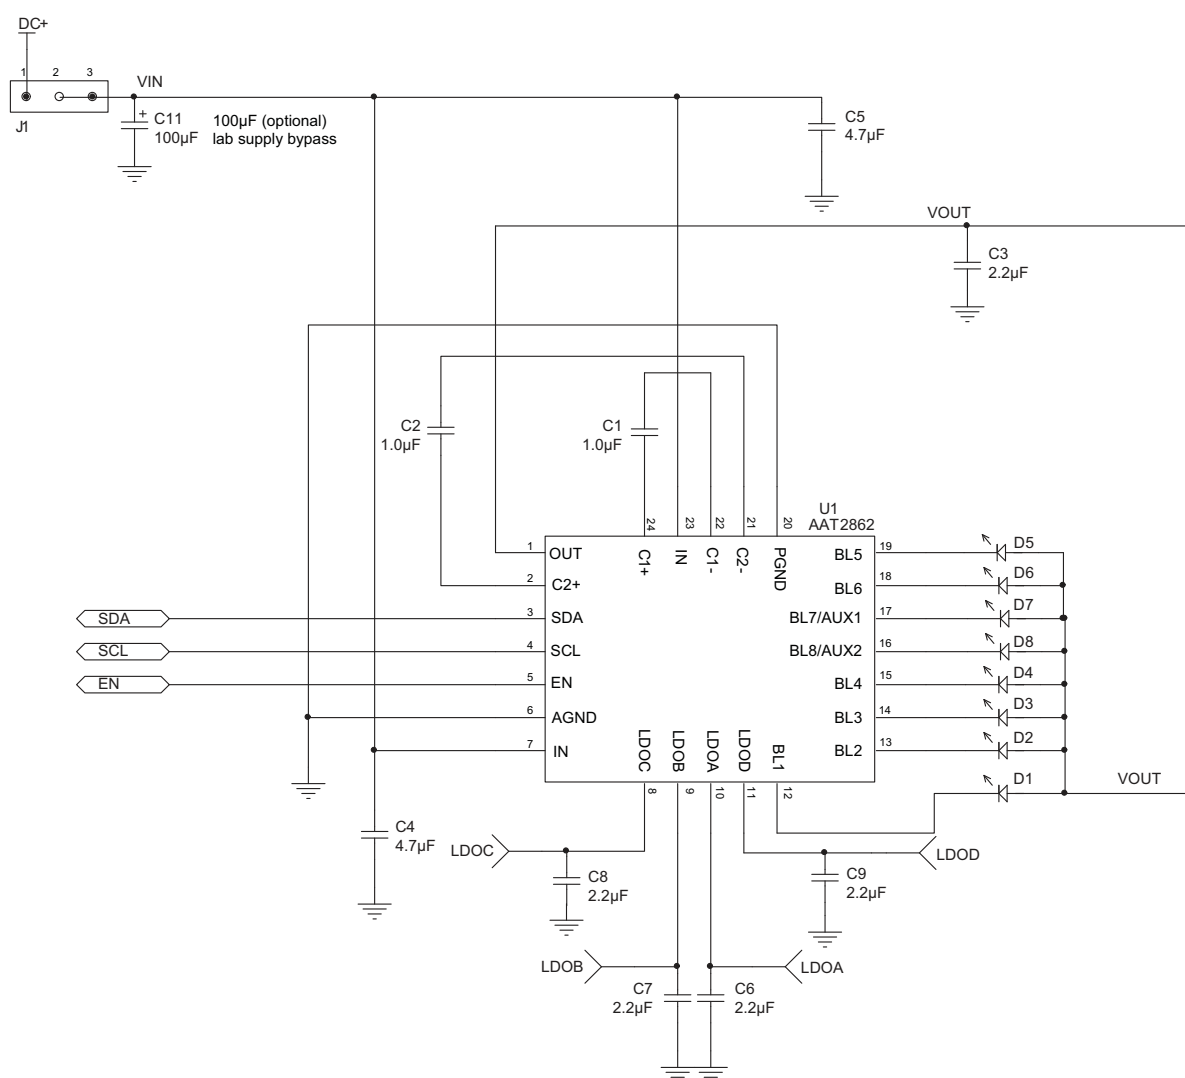 DC+
1 2 3
J1
VIN
+
C11
100µF
100µF (optional)
lab supply bypass
C5
4.7µF
VOUT
C3
2.2µF
C2
1.0µF
C1
1.0µF
U1
AAT2862
24 23 22 21 20
C1+ IN C1- C2- PGND
1 OUT
2 C2+
SDA 3 SDA
SCL 4 SCL
EN 5 EN
6 AGND
7 IN
BL5 19 D5
BL6 18 D6
BL7/AUX1 17 D7
BL8/AUX2 16 D8
BL4 15 D4
BL3 14 D3
BL2 13 D2
D1
VOUT
LDOC LDOB LDOA LDOD BL1
8 9 10 11 12
C4
4.7µF
LDOC
C8
2.2µF
LDOD
C9
2.2µF
LDOB
LDOA
C7
2.2µF
C6
2.2µF